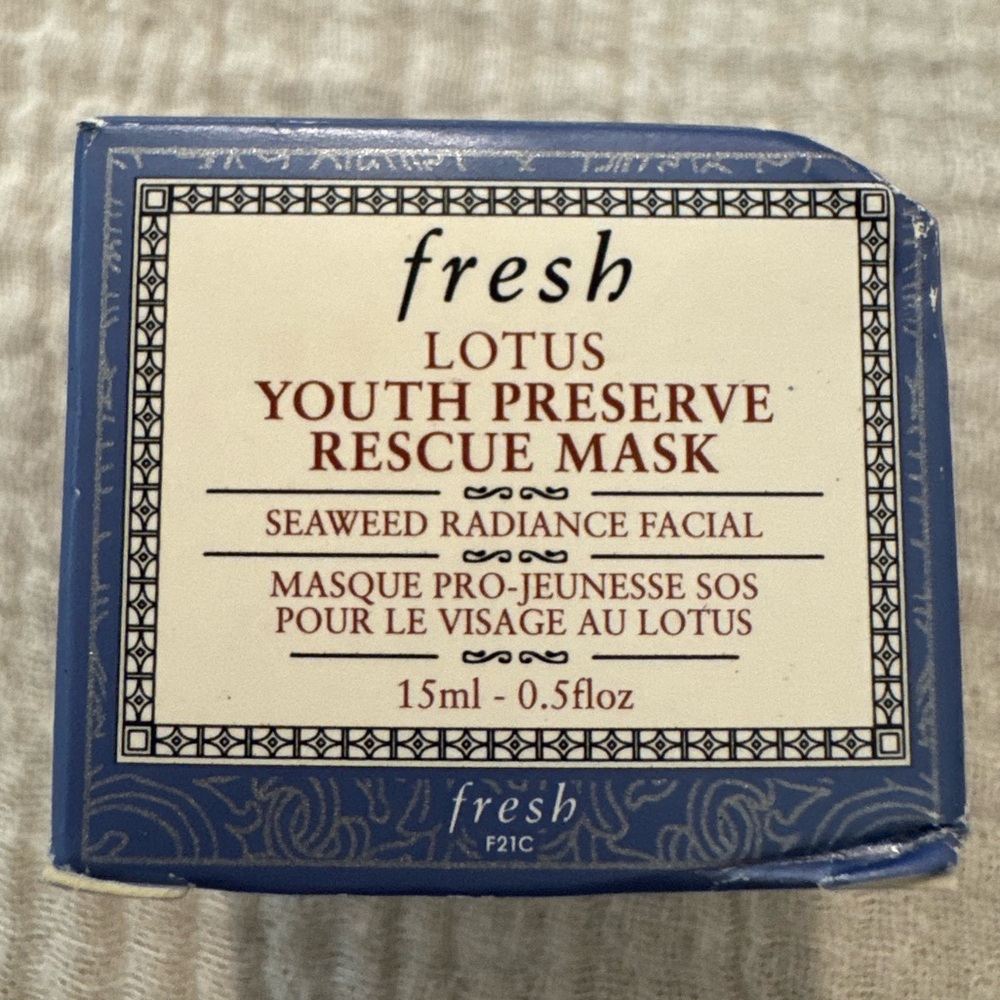 fresh
LOTUS
YOUTH PRESERVE
RESCUE MASK
SEAWEED RADIANCE FACIAL
MASQUE PRO-JEUNESSE SOS
POUR LE VISAGE AU LOTUS
15ml - 0.5floz
fresh
F21C